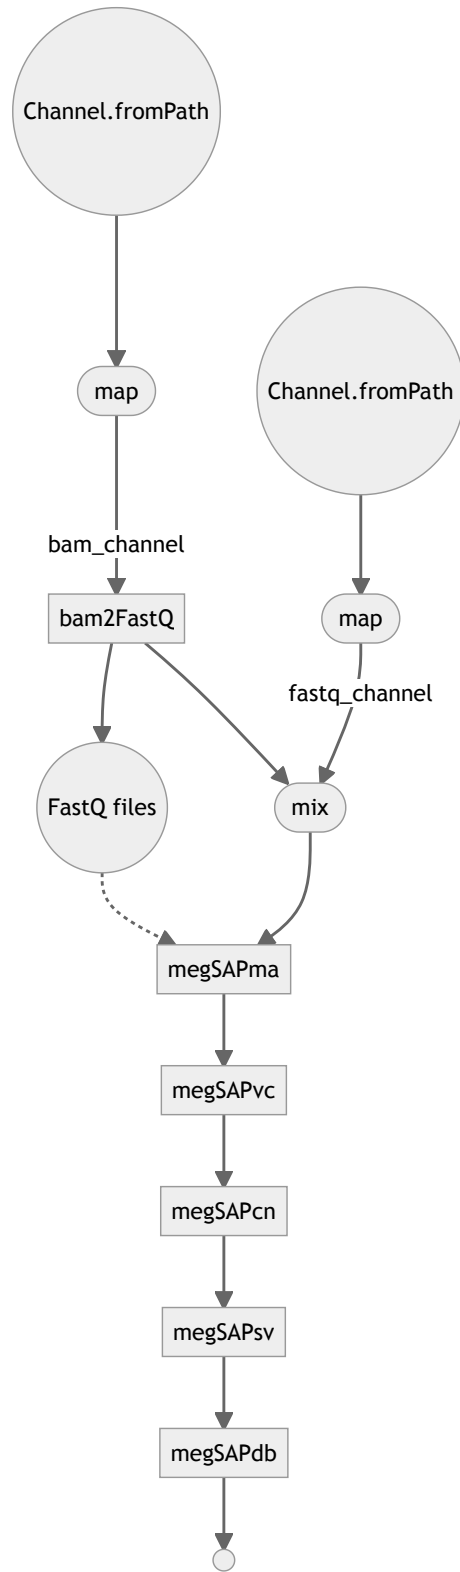 Channel.fromPath
map
Channel.fromPath
bam_channel
bam2FastQ
map
fastq_channel
FastQ files
mix
megSAPma
megSAPvc
megSAPcn
megSAPsv
megSAPdb